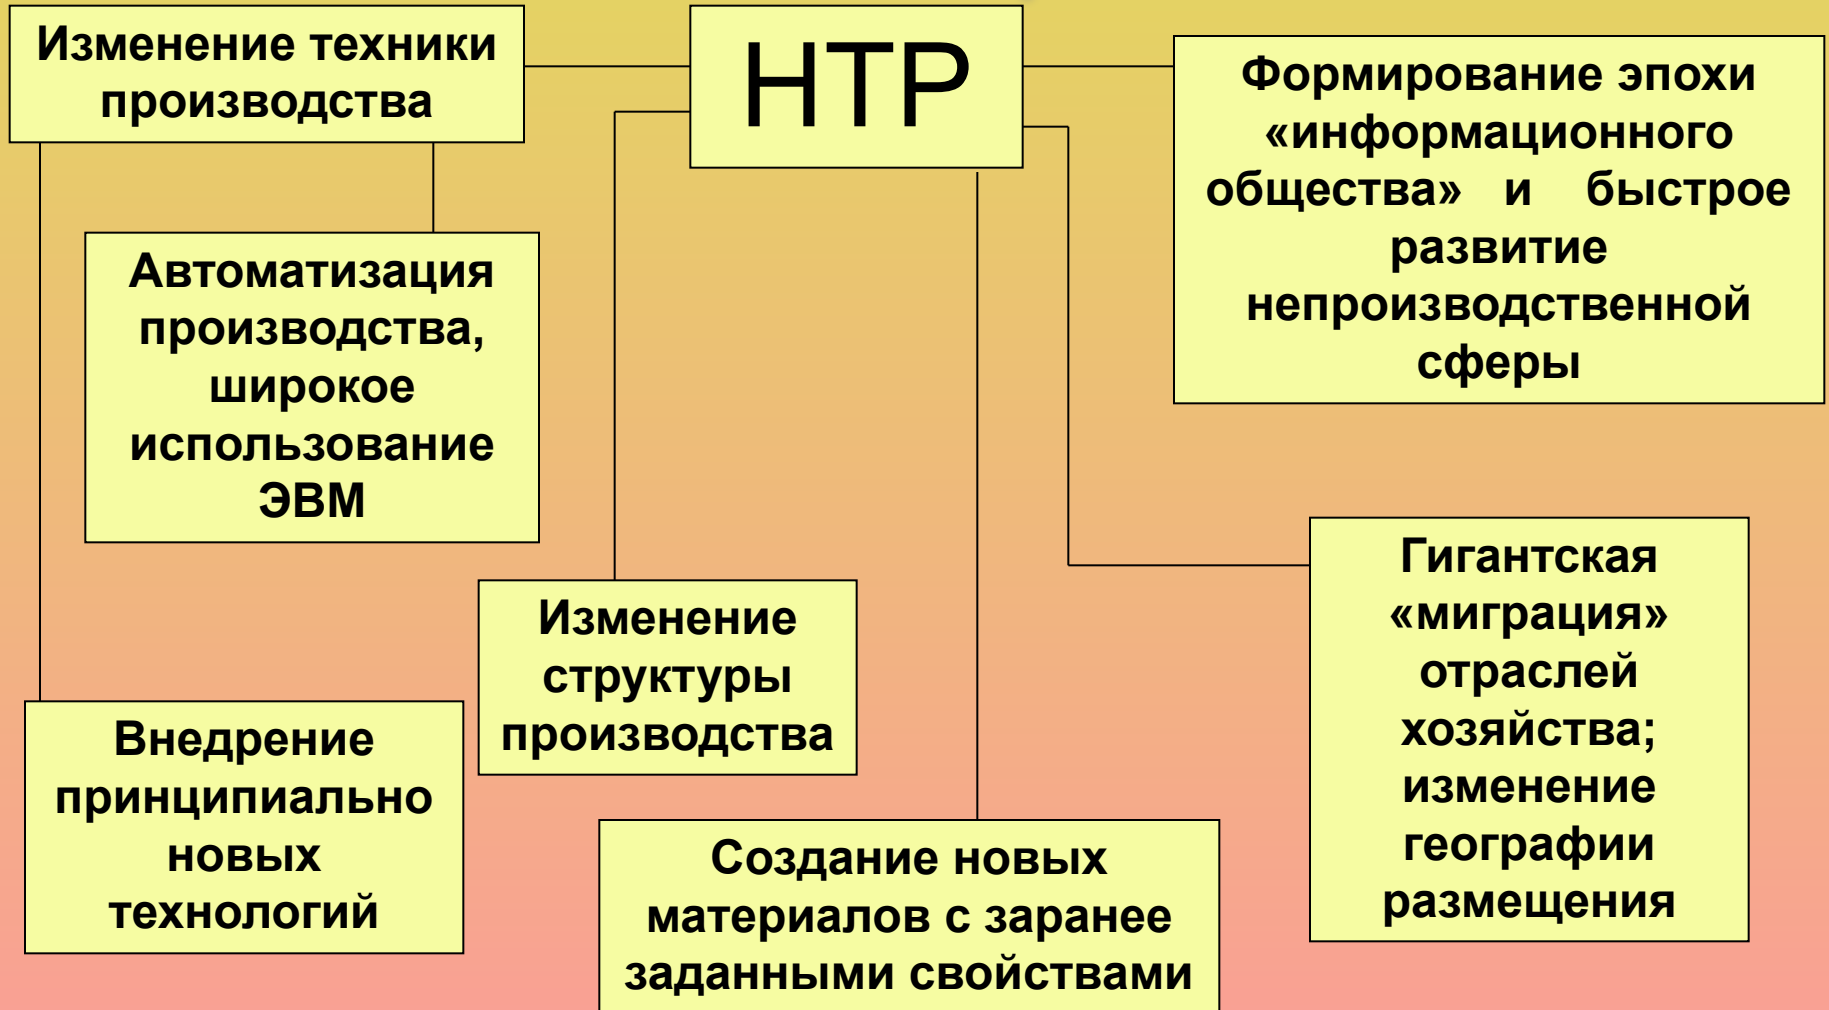 Изменение техники
производства
НТР
Формирование эпохи
«информационного
общества» и быстрое
развитие
непроизводственной
сферы
Автоматизация
производства,
широкое
использование
ЭВМ
Изменение
структуры
производства
Гигантская
«миграция»
отраслей
хозяйства;
изменение
географии
размещения
Внедрение
принципиально
новых
технологий
Создание новых
материалов с заранее
заданными свойствами